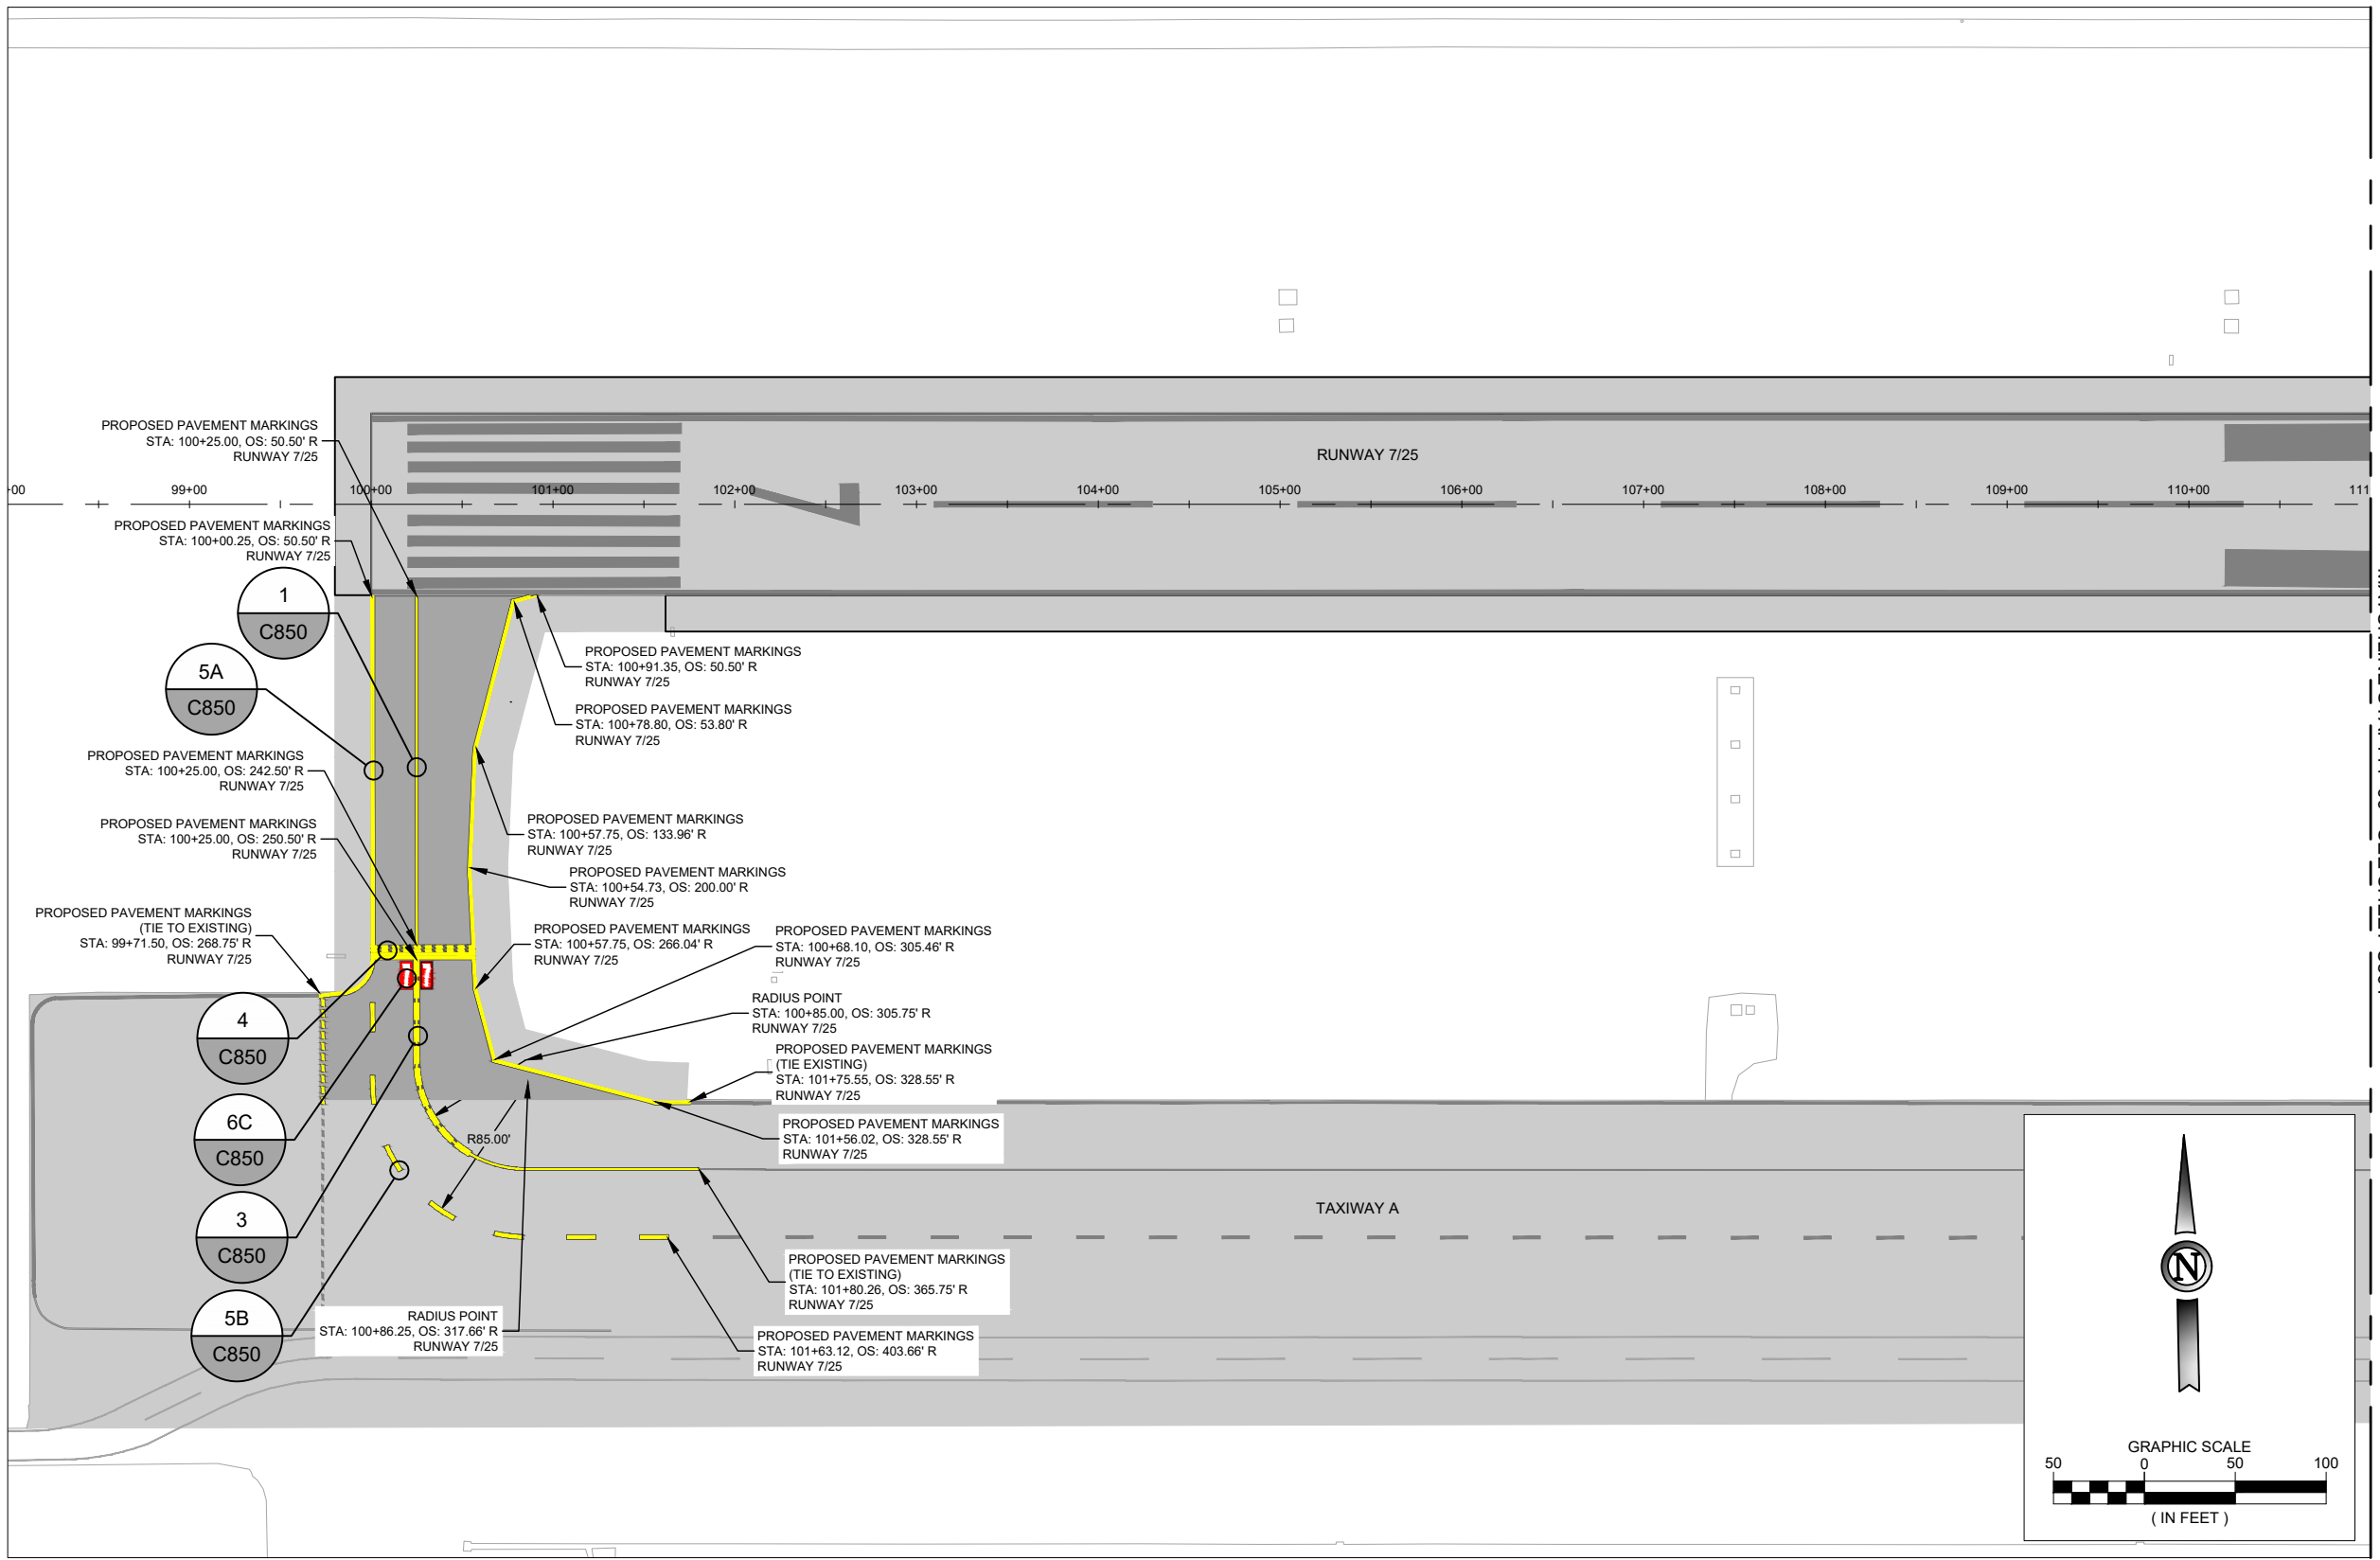 PROPOSED PAVEMENT MARKINGS
STA: 100+25.00, OS: 50.50' R
RUNWAY 7/25
RUNWAY 7/25
+00
99+00
100+00
101+00
102+00
103+00
104+00
105+00
106+00
107+00
108+00
109+00
110+00
111
PROPOSED PAVEMENT MARKINGS
STA: 100+00.25, OS: 50.50' R
RUNWAY 7/25
1
C850
5A
C850
PROPOSED PAVEMENT MARKINGS
STA: 100+91.35, OS: 50.50' R
RUNWAY 7/25
PROPOSED PAVEMENT MARKINGS
STA: 100+78.80, OS: 53.80' R
RUNWAY 7/25
PROPOSED PAVEMENT MARKINGS
STA: 100+25.00, OS: 242.50' R
RUNWAY 7/25
PROPOSED PAVEMENT MARKINGS
STA: 100+25.00, OS: 250.50' R
RUNWAY 7/25
PROPOSED PAVEMENT MARKINGS
STA: 100+57.75, OS: 133.96' R
RUNWAY 7/25
PROPOSED PAVEMENT MARKINGS
STA: 100+54.73, OS: 200.00' R
RUNWAY 7/25
PROPOSED PAVEMENT MARKINGS
(TIE TO EXISTING)
STA: 99+71.50, OS: 268.75' R
RUNWAY 7/25
PROPOSED PAVEMENT MARKINGS
STA: 100+57.75, OS: 266.04' R
RUNWAY 7/25
PROPOSED PAVEMENT MARKINGS
STA: 100+68.10, OS: 305.46' R
RUNWAY 7/25
7
7
RADIUS POINT
STA: 100+85.00, OS: 305.75' R
RUNWAY 7/25
4
C850
PROPOSED PAVEMENT MARKINGS
(TIE EXISTING)
STA: 101+75.55, OS: 328.55' R
RUNWAY 7/25
6C
C850
PROPOSED PAVEMENT MARKINGS
STA: 101+56.02, OS: 328.55' R
RUNWAY 7/25
R85.00'
3
C850
TAXIWAY A
PROPOSED PAVEMENT MARKINGS
(TIE TO EXISTING)
STA: 101+80.26, OS: 365.75' R
RUNWAY 7/25
5B
C850
RADIUS POINT
STA: 100+86.25, OS: 317.66' R
RUNWAY 7/25
PROPOSED PAVEMENT MARKINGS
STA: 101+63.12, OS: 403.66' R
RUNWAY 7/25
N
GRAPHIC SCALE
50
0
50
100
( IN FEET )
7